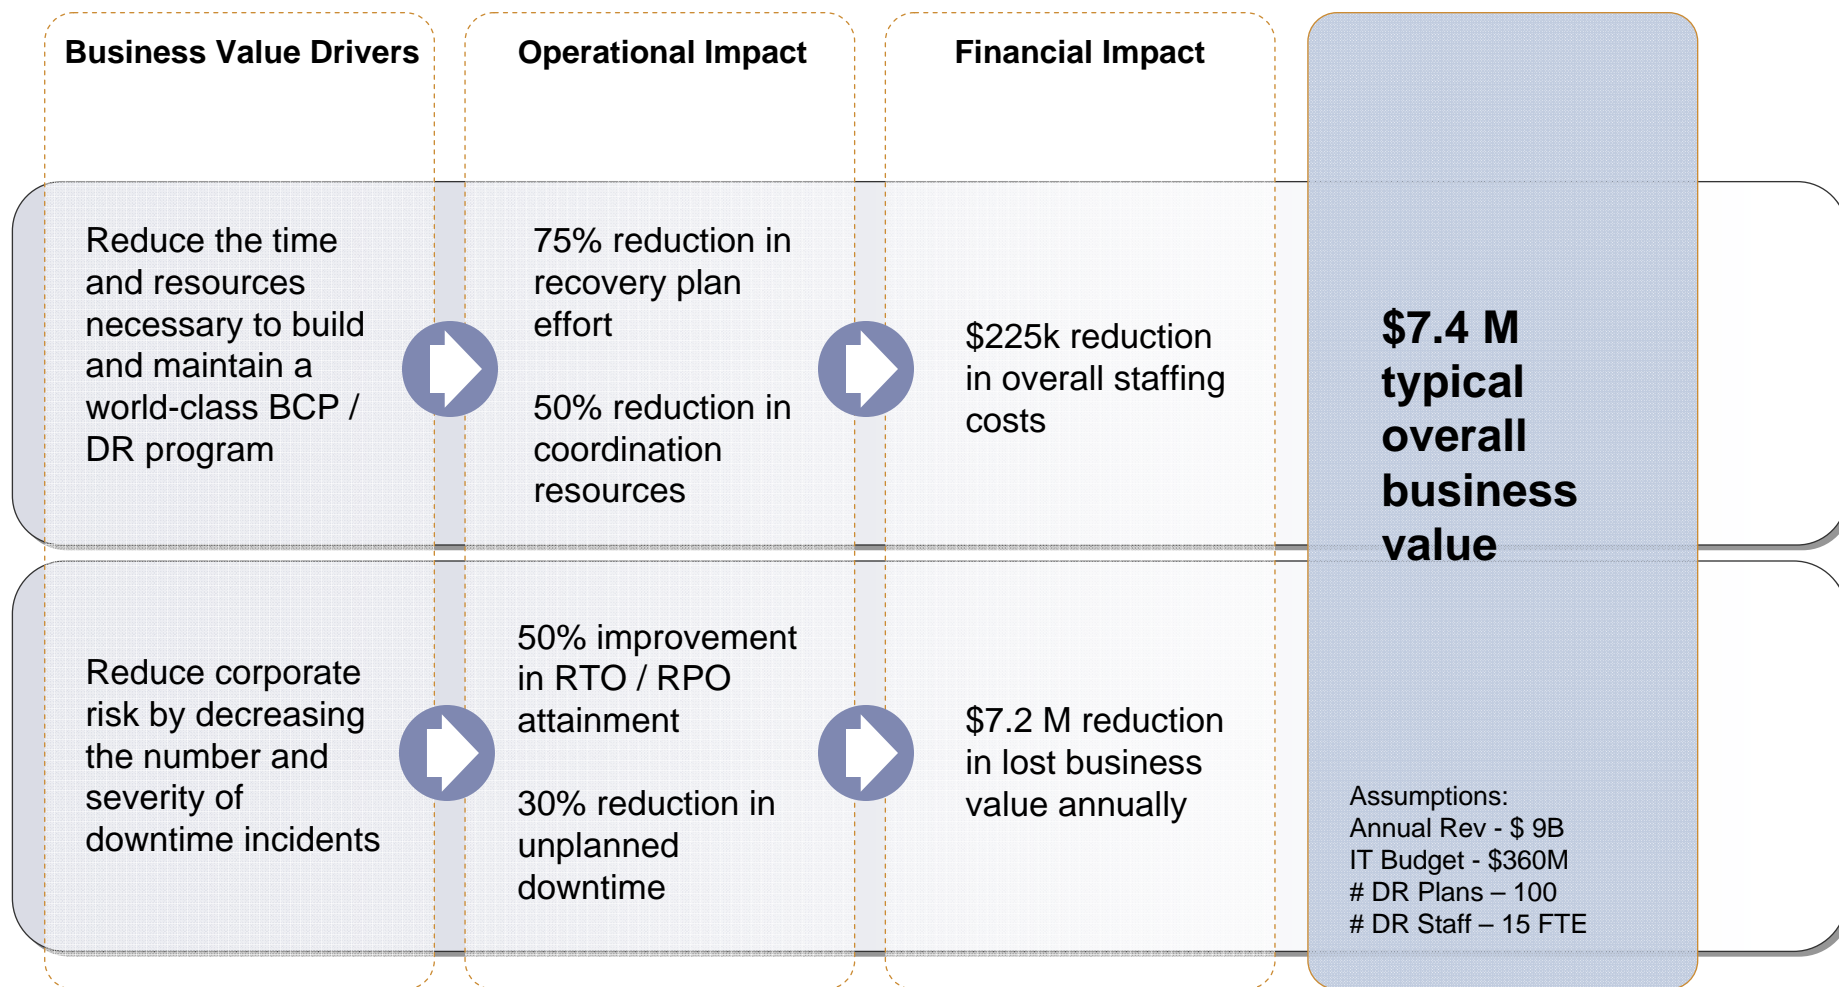 Business Value Drivers
Operational Impact
Financial Impact
Reduce the time
and resources
necessary to build
and maintain a
world-class BCP /
DR program
75% reduction in
recovery plan
effort
50% reduction in
coordination
resources
$225k reduction
in overall staffing
costs
$7.4 M
typical
overall
business
value
Reduce corporate
risk by decreasing
the number and
severity of
downtime incidents
50% improvement
in RTO / RPO
attainment
30% reduction in
unplanned
downtime
$7.2 M reduction
in lost business
value annually
Assumptions:
Annual Rev - $ 9B
IT Budget - $360M
# DR Plans – 100
# DR Staff – 15 FTE